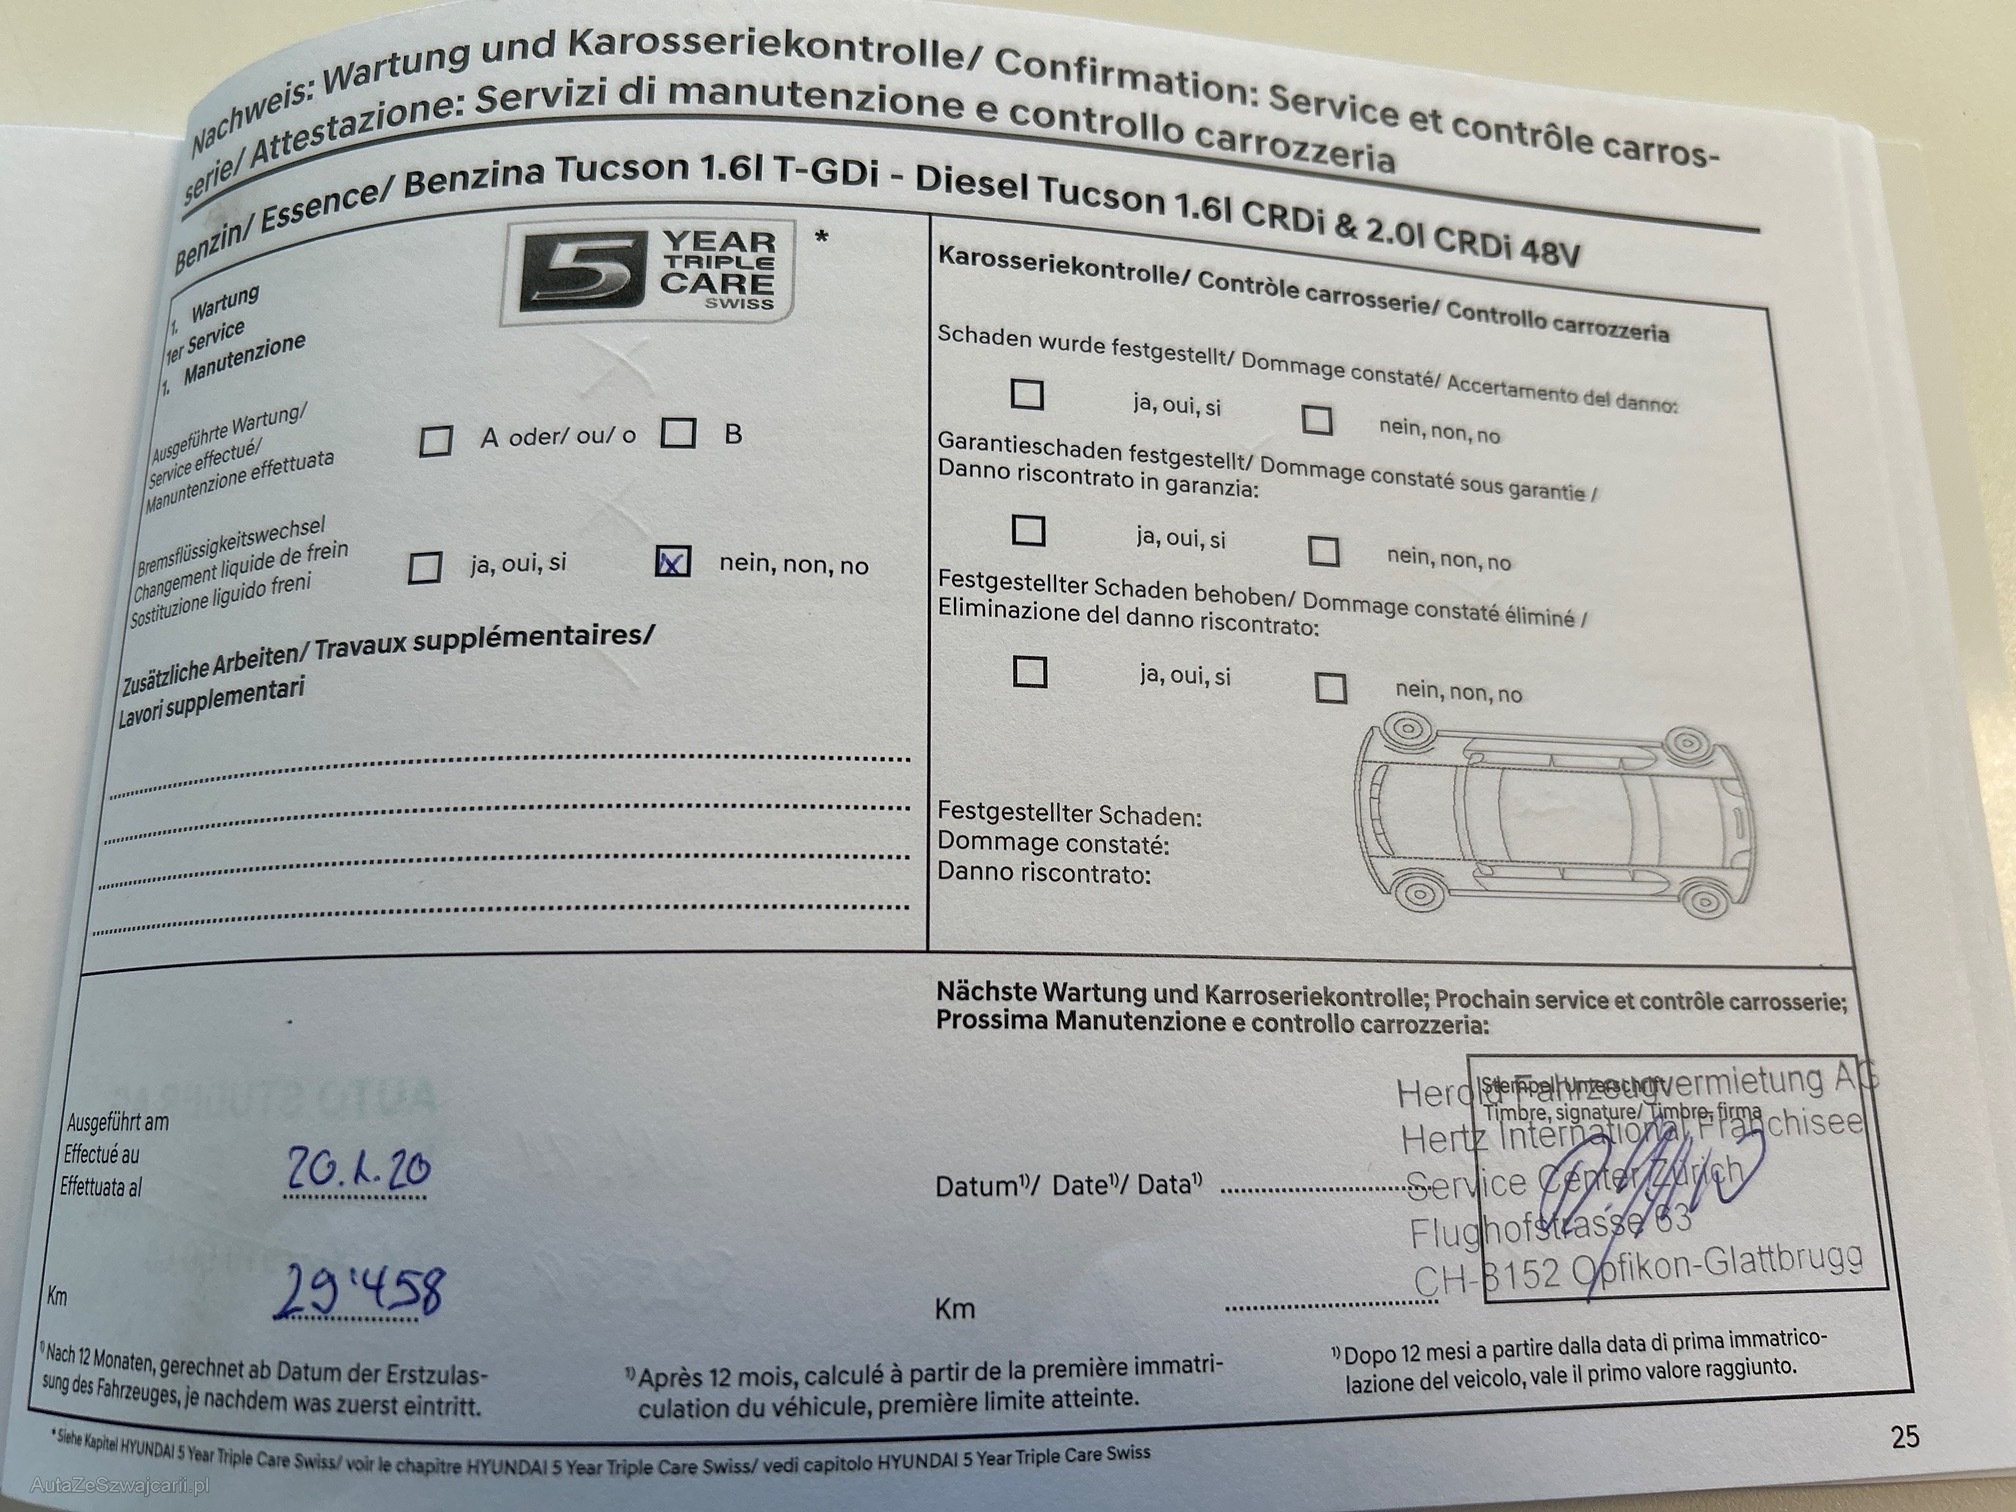 Nachweis: Wartung und Karosseriekontrolle/ Confirmation: Service et contrôle carros-
serie/ Attestazione: Servizi di manutenzione e controllo carrozzeria
Benzin/ Essence/ Benzina Tucson 1.6l T-GDi - Diesel Tucson 1.6l CRDi & 2.0l CRDi 48V
1. Wartung
1er Service
1. Manutenzione
5 YEAR
TRIPLE
CARE
SWISS
*
Ausgeführte Wartung/
Service effectué/
Manuntenzione effettuata
A oder/ ou/ o
B
Bremsflüssigkeitswechsel
Changement liquide de frein
Sostituzione liguido freni
ja, oui, si
nein, non, no
Zusätzliche Arbeiten/ Travaux supplémentaires/
Lavori supplementari
Karosseriekontrolle/ Contrôle carrosserie/ Controllo carrozzeria
Schaden wurde festgestellt/ Dommage constaté/ Accertamento del danno:
ja, oui, si
nein, non, no
Garantieschaden festgestellt/ Dommage constaté sous garantie /
Danno riscontrato in garanzia:
ja, oui, si
nein, non, no
Festgestellter Schaden behoben/ Dommage constaté éliminé /
Eliminazione del danno riscontrato:
ja, oui, si
nein, non, no
Festgestellter Schaden:
Dommage constaté:
Danno riscontrato:
Ausgeführt am
Effectué au
Effettuata al
20.1.20
Km
29'458
Nächste Wartung und Karroseriekontrolle; Prochain service et contrôle carrosserie;
Prossima Manutenzione e controllo carrozzeria:
Datum¹⁾/ Date¹⁾/ Data¹⁾
Km
Stempel, Unterschrift
Timbre, signature/ Timbre, firma
Herold Fahrzeugvermietung AG
Hertz International Franchisee
Service Center Zürich
Flughofstrasse 63
CH-8152 Opfikon-Glattbrugg
¹⁾Nach 12 Monaten, gerechnet ab Datum der Erstzulas-
sung des Fahrzeuges, je nachdem was zuerst eintritt.
¹⁾Après 12 mois, calculé à partir de la première immatri-
culation du véhicule, première limite atteinte.
¹⁾Dopo 12 mesi a partire dalla data di prima immatrico-
lazione del veicolo, vale il primo valore raggiunto.
*Siehe Kapitel HYUNDAI 5 Year Triple Care Swiss/ voir le chapitre HYUNDAI 5 Year Triple Care Swiss/ vedi capitolo HYUNDAI 5 Year Triple Care Swiss
25
AutaZeSzwajcarii.pl